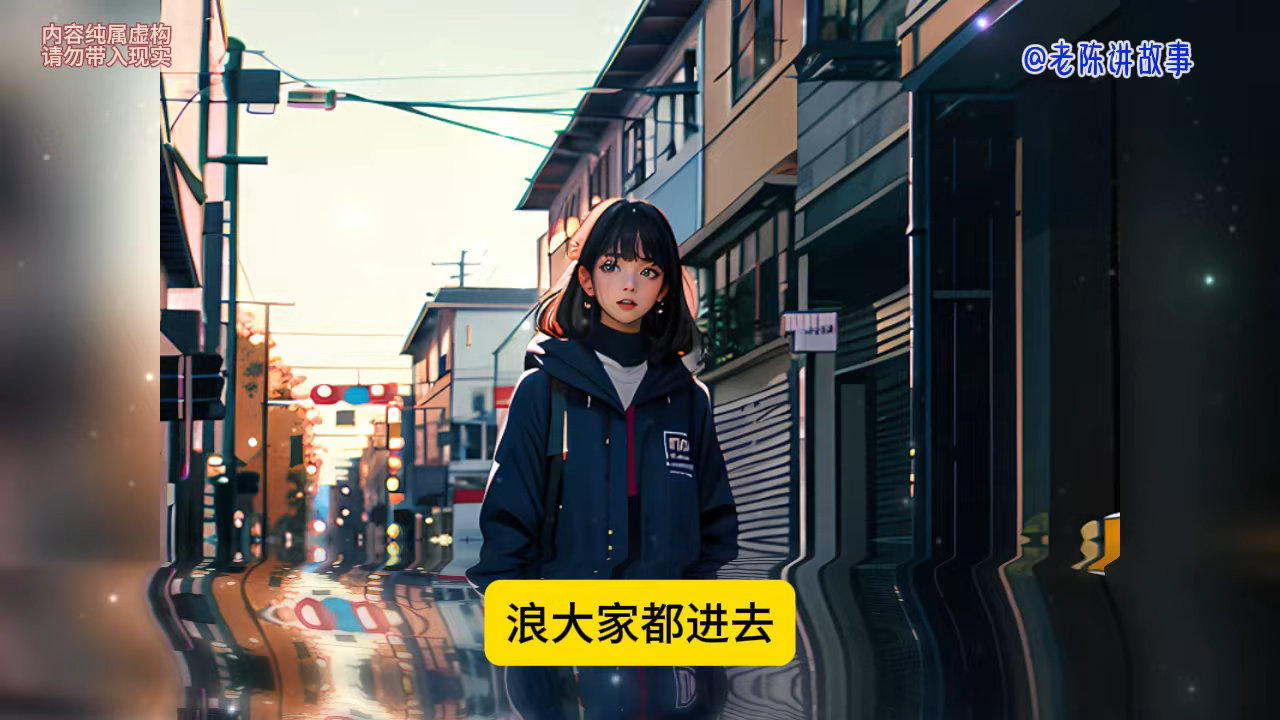 内容纯属虚构
请勿带入现实
@老陈讲故事
浪大家都进去